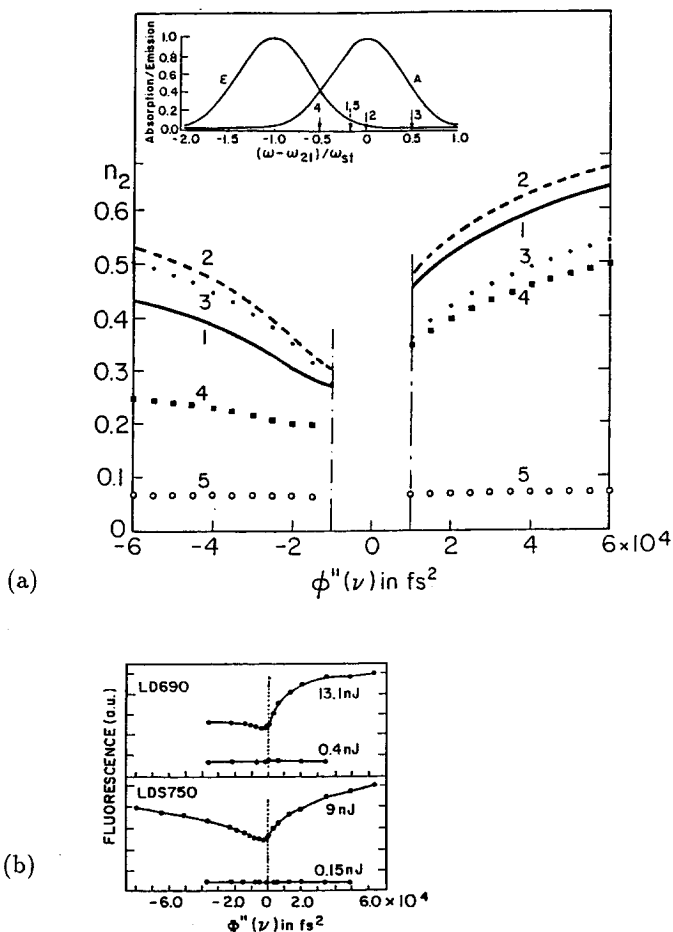 Absorption/Emission
1.0
0.8
0.6
0.4
0.2
0.0
ε
A
4
1,5
2
3
-2.0 -1.5 -1.0 -0.5 0 0.5 1.0
(ω-ω21)/ωst
n2
0.6
0.5
0.4
0.3
0.2
0.1
0
2
3
1
4
5
2
1
3
4
5
-6 -4 -2 0 2 4 6×10⁴
ϕ''(ν) in fs²
(a)
FLUORESCENCE (a.u.)
LD690
13.1nJ
0.4nJ
LDS750
9nJ
0.15nJ
-6.0 -2.0 0 2.0 6.0×10⁴
Φ''(ν) in fs²
(b)